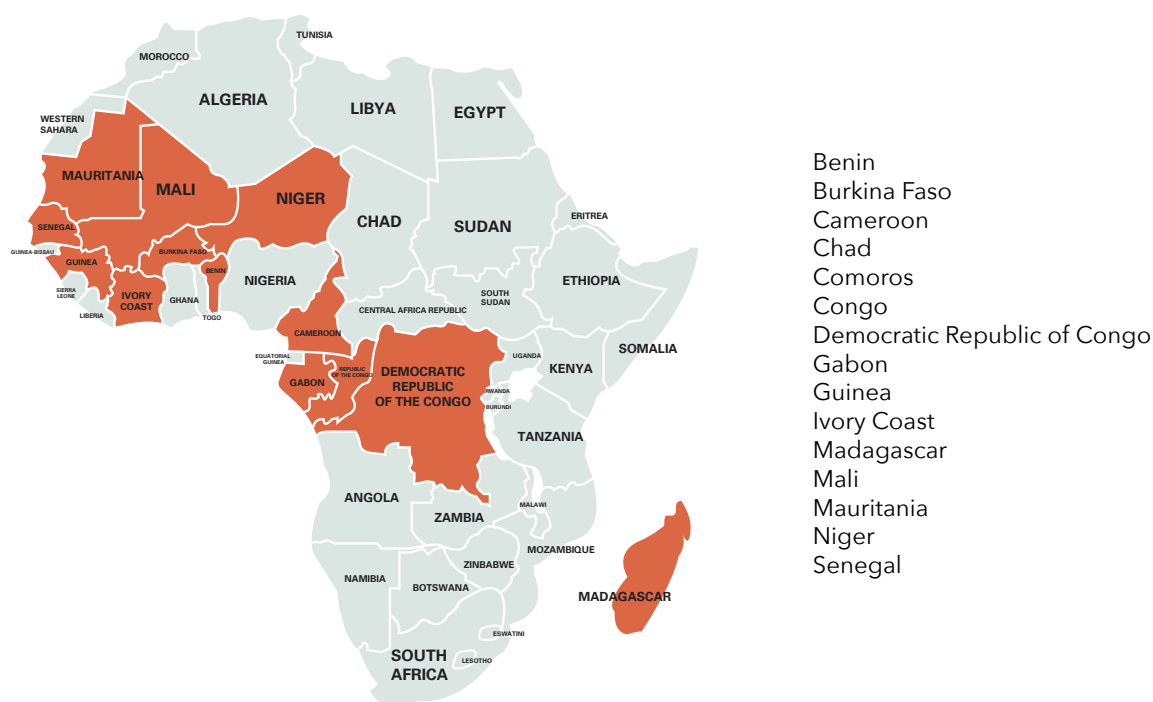 TUNISIA
MOROCCO
ALGERIA
LIBYA
EGYPT
WESTERN
SAHARA
MAURITANIA
MALI
NIGER
CHAD
SUDAN
ERITREA
SENEGAL
GUINEA-BISSAU
GUINEA
BURKINA FASO
BENIN
NIGERIA
ETHIOPIA
SIERRA
LEONE
IVORY
COAST
GHANA
SOUTH
SUDAN
LIBERIA
TOGO
CENTRAL AFRICA REPUBLIC
CAMEROON
SOMALIA
EQUATORIAL
GUINEA
UGANDA
KENYA
GABON
REPUBLIC
OF THE CONGO
DEMOCRATIC
REPUBLIC
OF THE CONGO
RWANDA
BURUNDI
TANZANIA
ANGOLA
ZAMBIA
MALAWI
MOZAMBIQUE
NAMIBIA
ZIMBABWE
BOTSWANA
MADAGASCAR
ESWATINI
SOUTH
AFRICA
LESOTHO
Benin
Burkina Faso
Cameroon
Chad
Comoros
Congo
Democratic Republic of Congo
Gabon
Guinea
Ivory Coast
Madagascar
Mali
Mauritania
Niger
Senegal